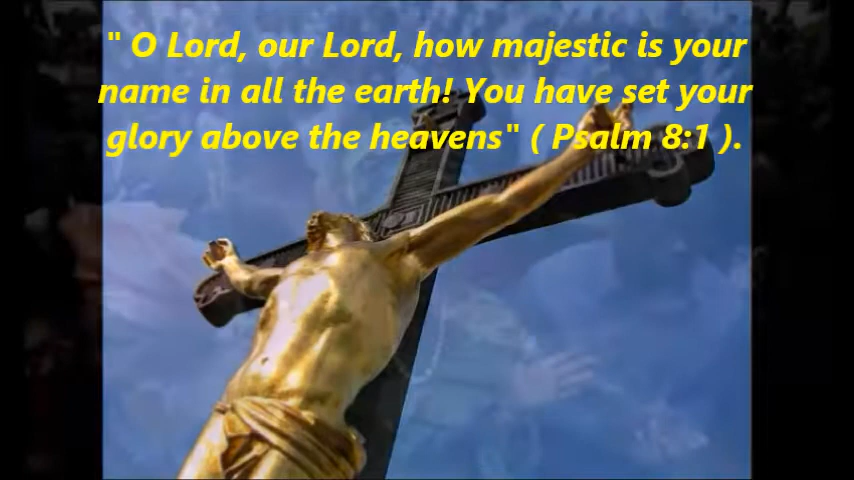 " O Lord, our Lord, how majestic is your
name in all the earth! You have set your
glory above the heavens" ( Psalm 8:1 ).